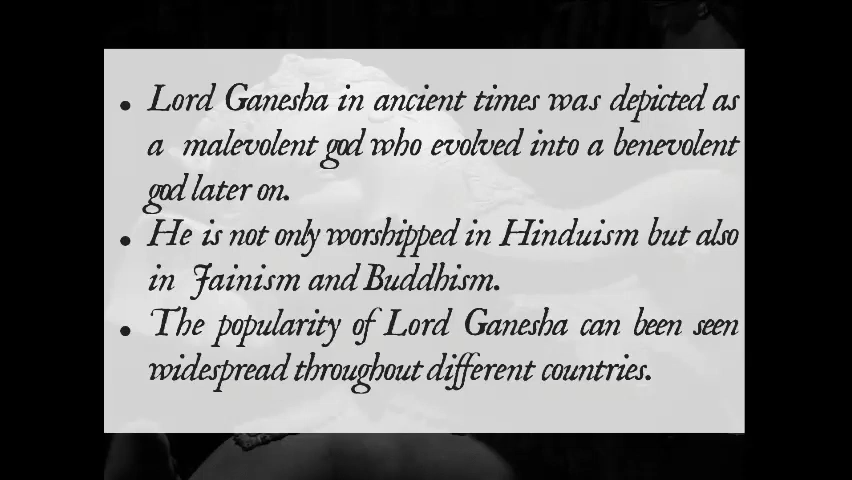 • Lord Ganesha in ancient times was depicted as
a malevolent god who evolved into a benevolent
god later on.
• He is not only worshipped in Hinduism but also
in Jainism and Buddhism.
• The popularity of Lord Ganesha can been seen
widespread throughout different countries.